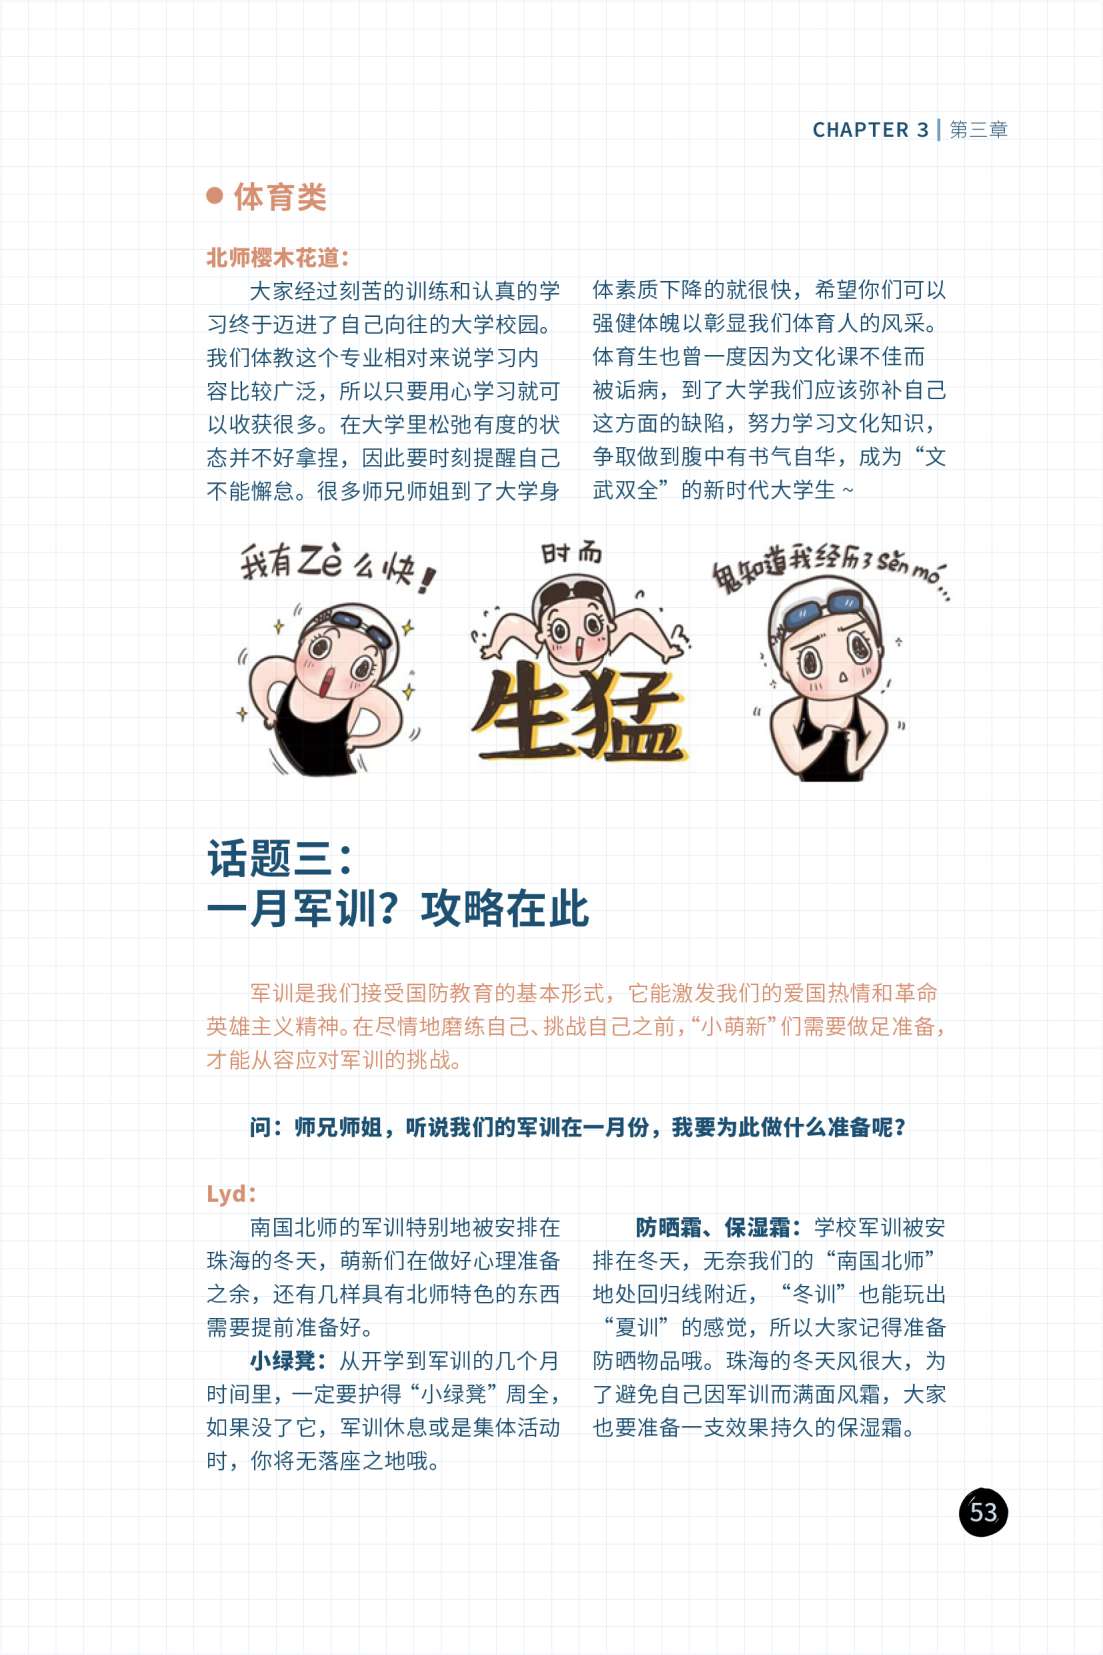 CHAPTER 3 | 第三章
体育类
北师樱木花道：
大家经过刻苦的训练和认真的学
习终于迈进了自己向往的大学校园。
我们体教这个专业相对来说学习内
容比较广泛，所以只要用心学习就可
以收获很多。在大学里松弛有度的状
态并不好拿捏，因此要时刻提醒自己
不能懈怠。很多师兄师姐到了大学身
体素质下降的就很快，希望你们可以
强健体魄以彰显我们体育人的风采。
体育生也曾一度因为文化课不佳而
被诟病，到了大学我们应该弥补自己
这方面的缺陷，努力学习文化知识，
争取做到腹中有书气自华，成为“文
武双全”的新时代大学生 ~
我有Zè么快！
时而
生猛
鬼知道我经历了sěn mó...
话题三：
一月军训？攻略在此
军训是我们接受国防教育的基本形式，它能激发我们的爱国热情和革命
英雄主义精神。在尽情地磨练自己、挑战自己之前，“小萌新”们需要做足准备，
才能从容应对军训的挑战。
问：师兄师姐，听说我们的军训在一月份，我要为此做什么准备呢？
Lyd：
南国北师的军训特别地被安排在
珠海的冬天，萌新们在做好心理准备
之余，还有几样具有北师特色的东西
需要提前准备好。
小绿凳：从开学到军训的几个月
时间里，一定要护得“小绿凳”周全，
如果没了它，军训休息或是集体活动
时，你将无落座之地哦。
防晒霜、保湿霜：学校军训被安
排在冬天，无奈我们的“南国北师”
地处回归线附近，“冬训”也能玩出
“夏训”的感觉，所以大家记得准备
防晒物品哦。珠海的冬天风很大，为
了避免自己因军训而满面风霜，大家
也要准备一支效果持久的保湿霜。
53